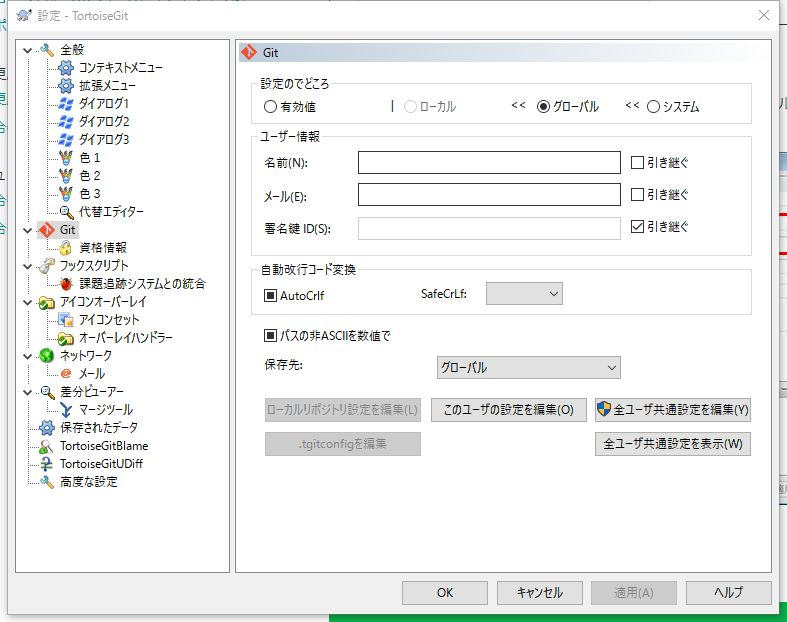 設定 - TortoiseGit
全般
コンテキストメニュー
拡張メニュー
ダイアログ1
ダイアログ2
ダイアログ3
色 1
色 2
色 3
代替エディター
Git
資格情報
フックスクリプト
課題追跡システムとの統合
アイコンオーバーレイ
アイコンセット
オーバーレイハンドラー
ネットワーク
メール
差分ビューアー
マージツール
保存されたデータ
TortoiseGitBlame
TortoiseGitUDiff
高度な設定
Git
設定のでどころ
有効値 | ローカル << グローバル << システム
ユーザー情報
名前(N): 引き継ぐ
メール(E): 引き継ぐ
署名鍵 ID(S): 引き継ぐ
自動改行コード変換
AutoCrlf SafeCrLf:
パスの非ASCIIを数値で
保存先: グローバル
ローカルリポジトリ設定を編集(L) このユーザの設定を編集(O) 全ユーザ共通設定を編集(Y)
.tgitconfigを編集 全ユーザ共通設定を表示(W)
OK キャンセル 適用(A) ヘルプ